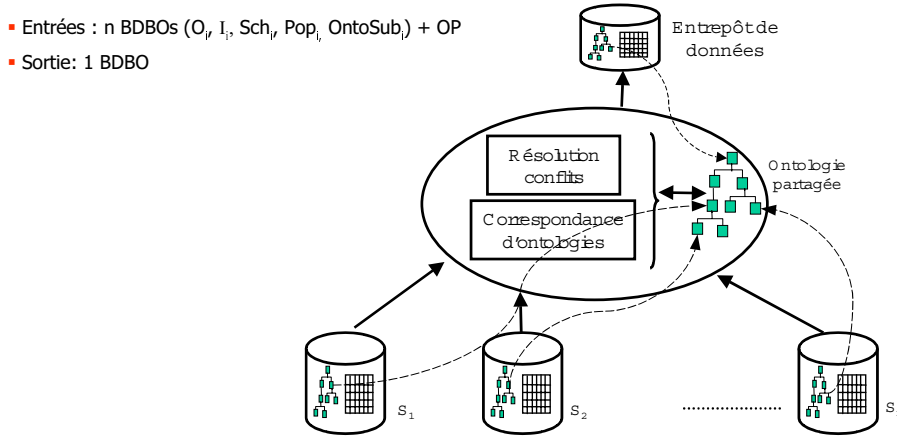 ▪ Entrées : n BDBOs (Oi, Ii, Schi, Popi, OntoSubi) + OP
▪ Sortie: 1 BDBO
Entrepôt de
données
Résolution
conflits
Correspondance
d'ontologies
Ontologie
partagée
S1
S2
S